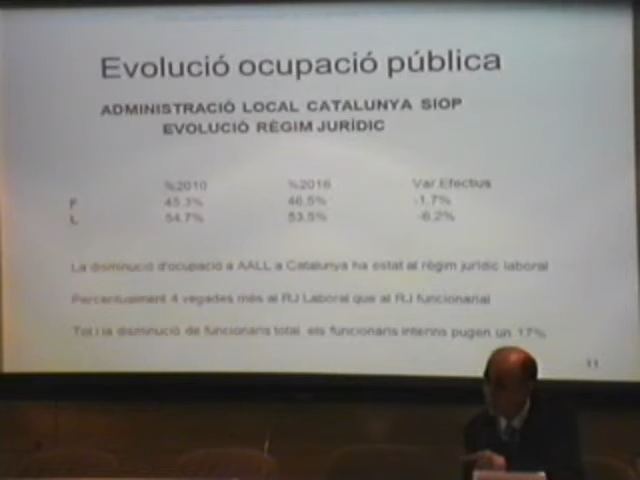 Evolució ocupació pública
ADMINISTRACIÓ LOCAL CATALUNYA SIOP
EVOLUCIÓ RÈGIM JURÍDIC
%2010 %2016 Var.Efectius
F 45.3% 46.5% -1.7%
L 54.7% 53.5% -6.2%
La disminució d'ocupació a AALL a Catalunya ha estat al règim jurídic laboral
Percentualment 4 vegades més al RJ Laboral que al RJ funcionarial
Tot i la disminució de funcionaris total, els funcionaris interins pugen un 17%
11